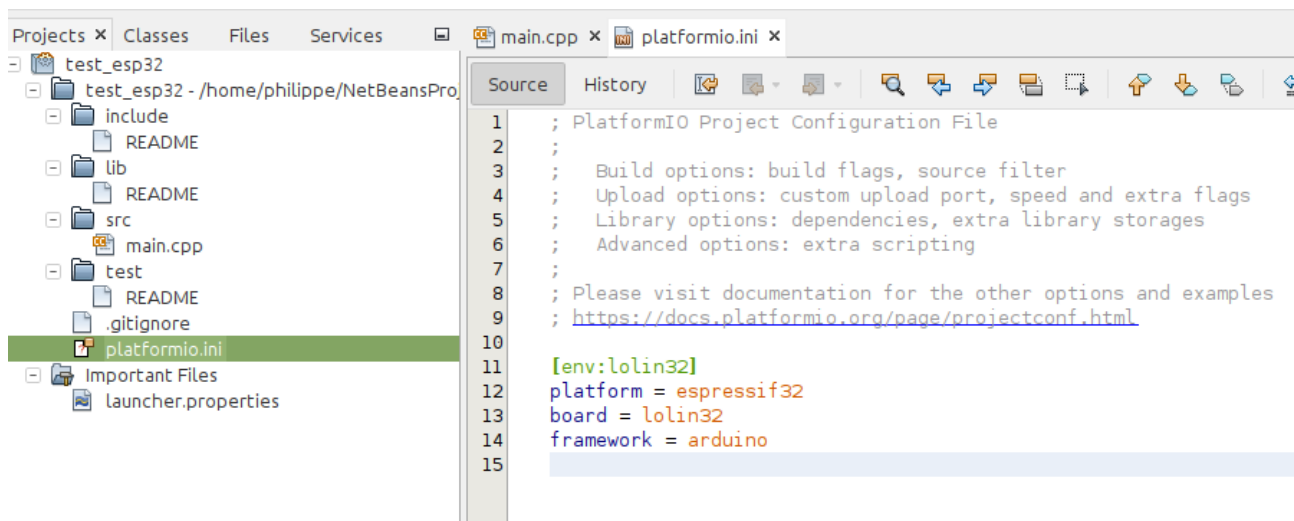 Projects Classes Files Services
test_esp32
test_esp32 - /home/philippe/NetBeansProj
include
README
lib
README
src
main.cpp
test
README
.gitignore
platformio.ini
Important Files
launcher.properties
main.cpp platformio.ini
Source History
1 ; PlatformIO Project Configuration File
2 ;
3 ;   Build options: build flags, source filter
4 ;   Upload options: custom upload port, speed and extra flags
5 ;   Library options: dependencies, extra library storages
6 ;   Advanced options: extra scripting
7 ;
8 ; Please visit documentation for the other options and examples
9 ; https://docs.platformio.org/page/projectconf.html
10
11 [env:lolin32]
12 platform = espressif32
13 board = lolin32
14 framework = arduino
15